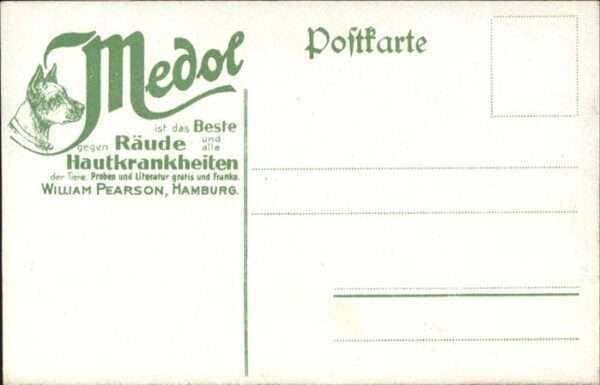 Medol
ist das Beste
gegen Räude und alle
Hautkrankheiten
der Tiere. Proben und Literatur gratis und franko.
WILLIAM PEARSON, HAMBURG.
Postkarte